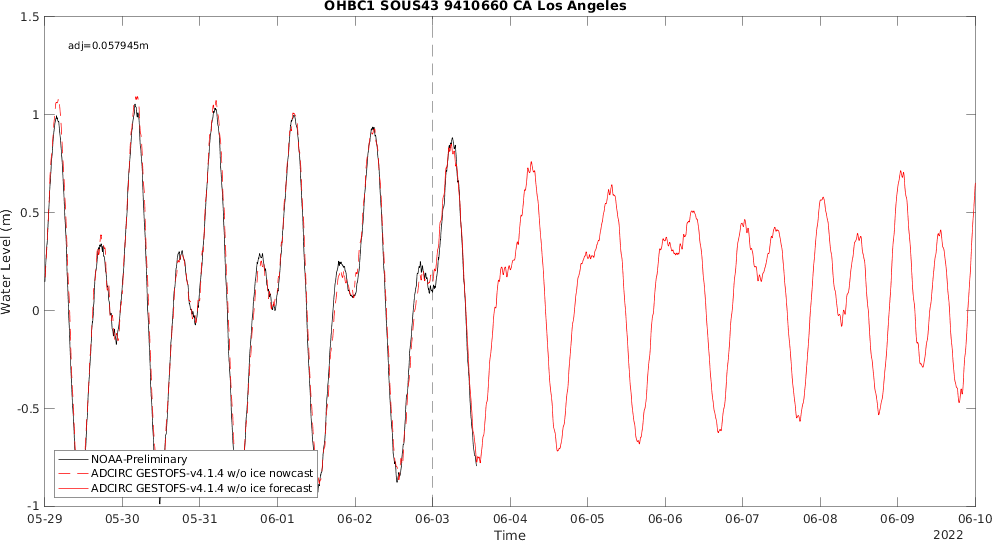 OHBC1 SOUS43 9410660 CA Los Angeles
adj=0.057945m
1.5
1
0.5
0
-0.5
-1
Water Level (m)
NOAA-Preliminary
ADCIRC GESTOFS-v4.1.4 w/o ice nowcast
ADCIRC GESTOFS-v4.1.4 w/o ice forecast
05-29 05-30 05-31 06-01 06-02 06-03 06-04 06-05 06-06 06-07 06-08 06-09 06-10
Time
2022